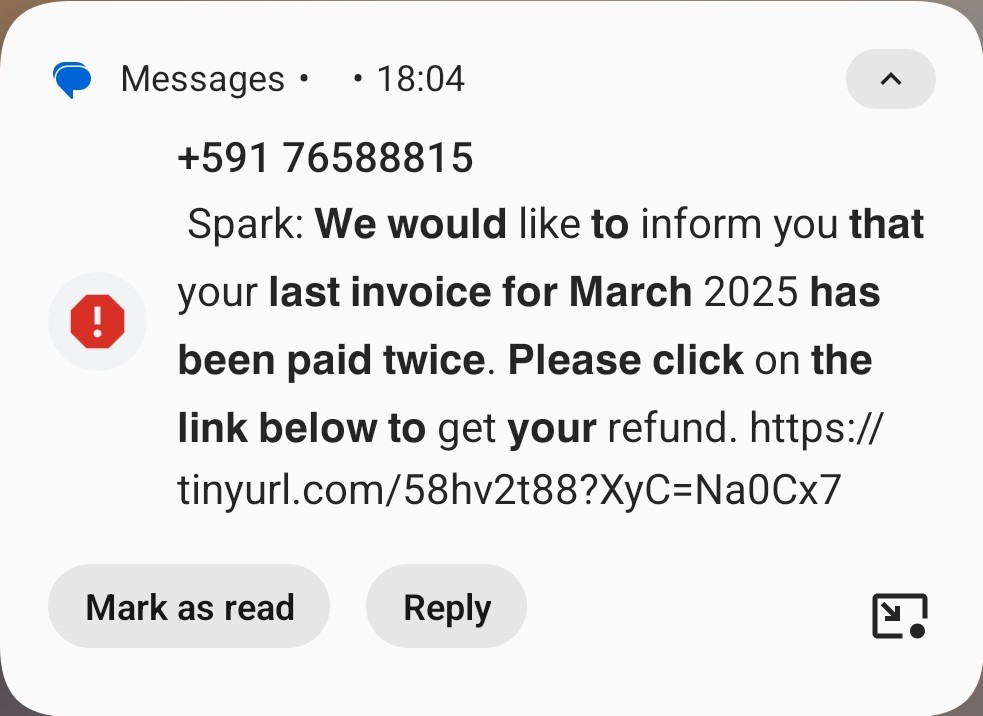 Messages • • 18:04
+591 76588815
Spark: We would like to inform you that
your last invoice for March 2025 has
been paid twice. Please click on the
link below to get your refund. https://
tinyurl.com/58hv2t88?XyC=Na0Cx7
Mark as read Reply